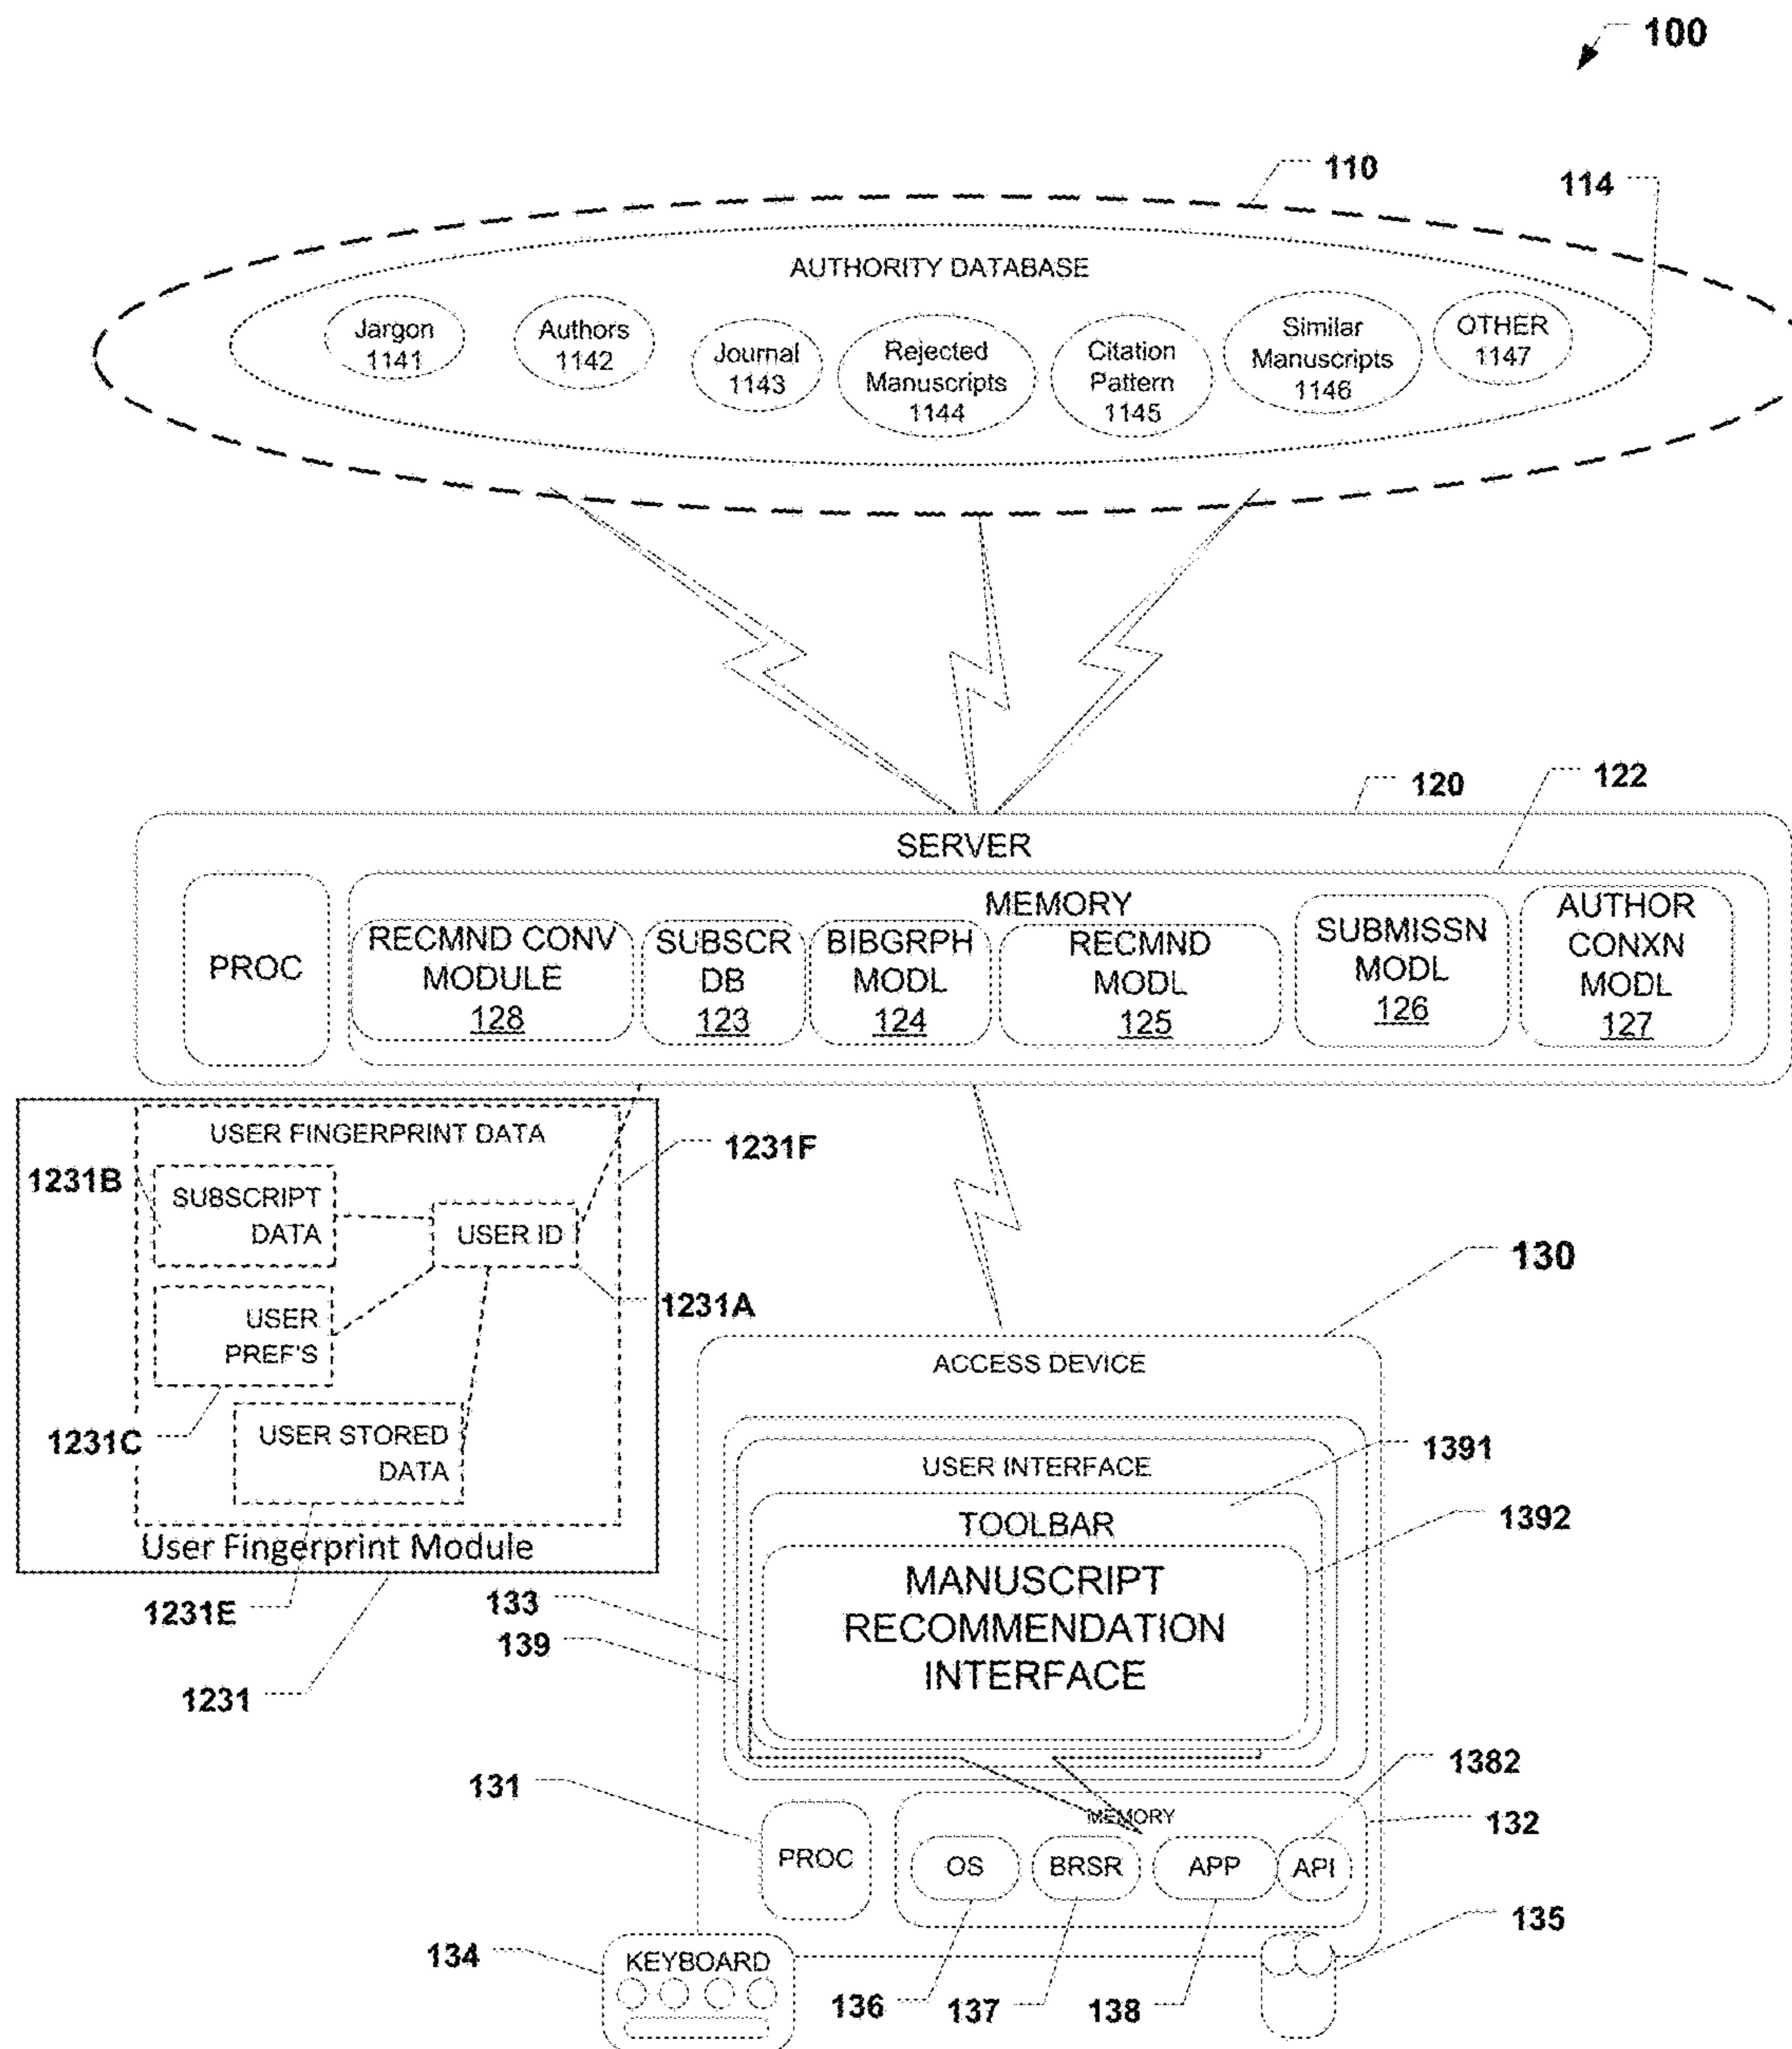 100
110
114
AUTHORITY DATABASE
Jargon
1141
Authors
1142
Journal
1143
Rejected
Manuscripts
1144
Citation
Pattern
1145
Similar
Manuscripts
1146
OTHER
1147
120
122
SERVER
PROC
MEMORY
RECMND CONV
MODULE
128
SUBSCR
DB
123
BIBGRPH
MODL
124
RECMND
MODL
125
SUBMISSN
MODL
126
AUTHOR
CONXN
MODL
127
USER FINGERPRINT DATA
1231F
1231B
SUBSCRIPT
DATA
USER ID
1231A
USER
PREF'S
1231C
USER STORED
DATA
User Fingerprint Module
1231E
1231
130
ACCESS DEVICE
USER INTERFACE
1391
TOOLBAR
1392
MANUSCRIPT
RECOMMENDATION
INTERFACE
133
139
131
1382
PROC
MEMORY
132
OS
BRSR
APP
API
135
134
KEYBOARD
136
137
138